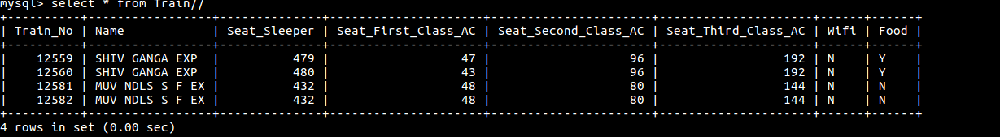 mysql> select * from Train//
+----------+----------------+--------------+---------------------+----------------------+---------------------+------+------+
| Train_No | Name           | Seat_Sleeper | Seat_First_Class_AC | Seat_Second_Class_AC | Seat_Third_Class_AC | Wifi | Food |
+----------+----------------+--------------+---------------------+----------------------+---------------------+------+------+
|    12559 | SHIV GANGA EXP  |          479 |                  47 |                   96 |                 192 | N    | Y    |
|    12560 | SHIV GANGA EXP  |          480 |                  43 |                   96 |                 192 | N    | Y    |
|    12581 | MUV NDLS S F EX |          432 |                  48 |                   80 |                 144 | N    | N    |
|    12582 | MUV NDLS S F EX |          432 |                  48 |                   80 |                 144 | N    | N    |
+----------+----------------+--------------+---------------------+----------------------+---------------------+------+------+
4 rows in set (0.00 sec)